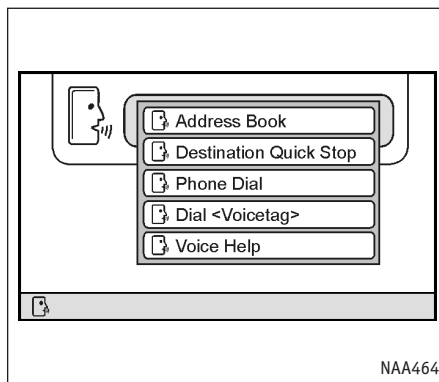 Address Book
Destination Quick Stop
Phone Dial
Dial <Voicetag>
Voice Help
NAA464